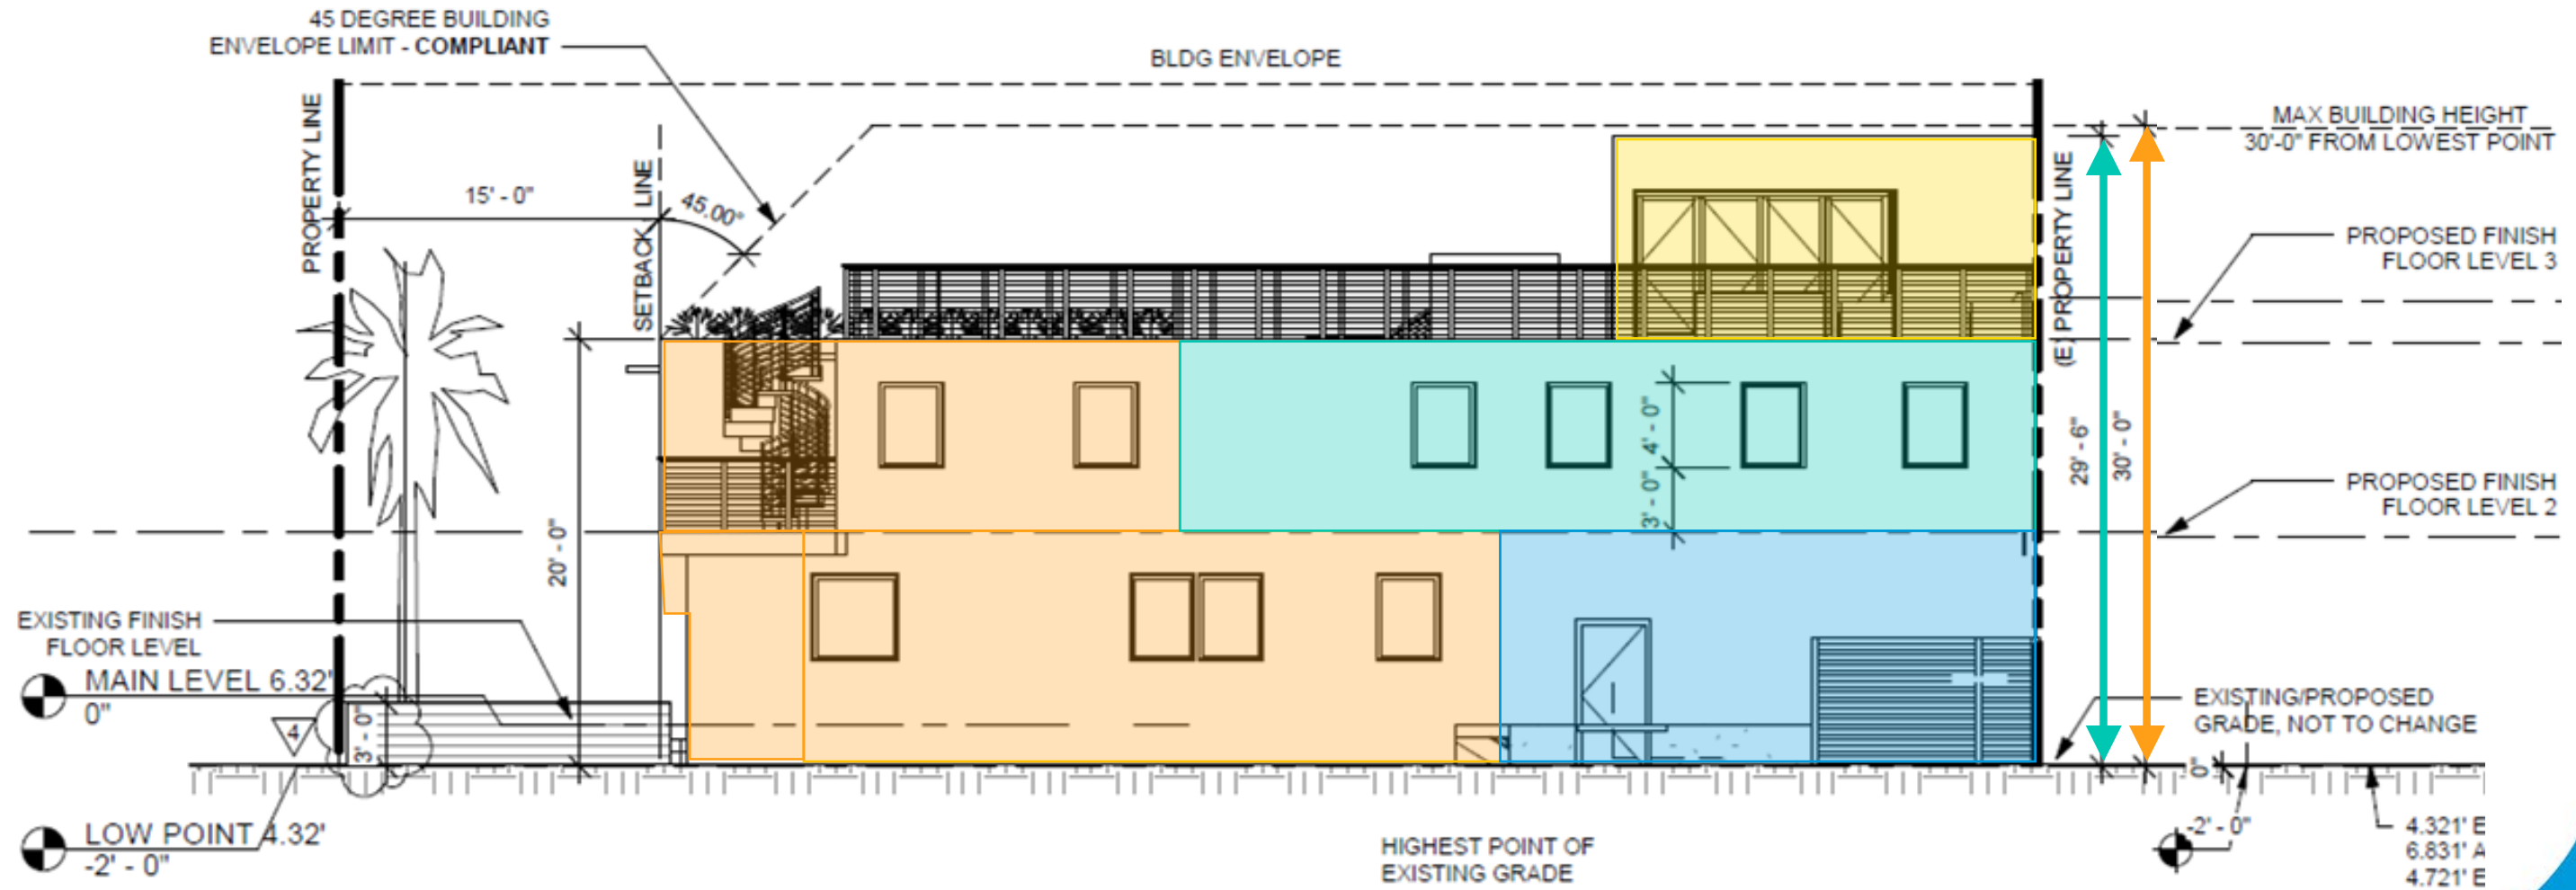 45 DEGREE BUILDING
ENVELOPE LIMIT - COMPLIANT
BLDG ENVELOPE
PROPERTY LINE
15' - 0"
SETBACK LINE
45.00°
MAX BUILDING HEIGHT
30'-0" FROM LOWEST POINT
(E) PROPERTY LINE
PROPOSED FINISH
FLOOR LEVEL 3
4' - 0"
3' - 0"
29' - 6"
30' - 0"
PROPOSED FINISH
FLOOR LEVEL 2
20' - 0"
EXISTING FINISH
FLOOR LEVEL
MAIN LEVEL 6.32'
0"
4
3' - 0"
EXISTING/PROPOSED
GRADE, NOT TO CHANGE
0"
LOW POINT 4.32'
-2' - 0"
HIGHEST POINT OF
EXISTING GRADE
-2' - 0"
4.321' E
6.831' A
4.721' E